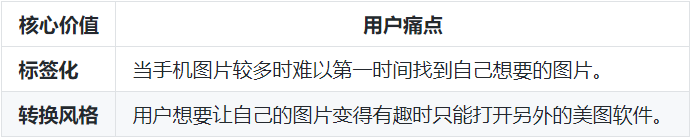 核心价值 用户痛点
标签化 当手机图片较多时难以第一时间找到自己想要的图片。
转换风格 用户想要让自己的图片变得有趣时只能打开另外的美图软件。